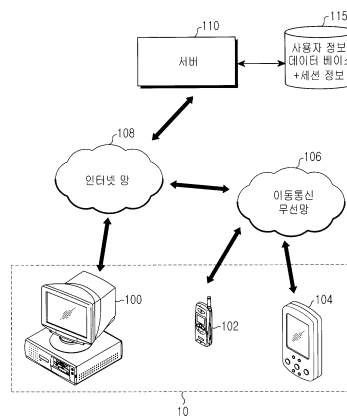 110
115
서버
사용자 정보
데이터 베이스
+세션 정보
108
인터넷 망
106
이동통신
무선망
100
102
104
10